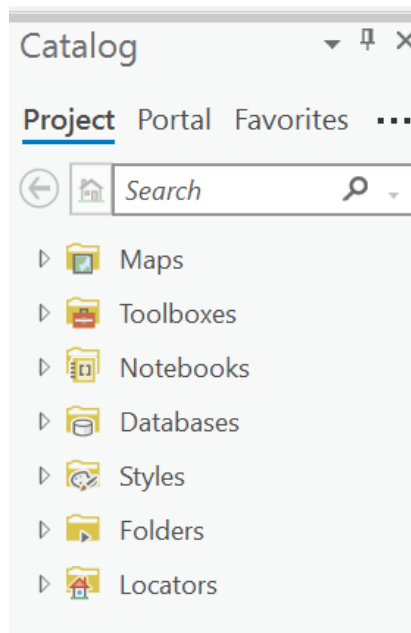 Catalog
Project Portal Favorites
Search
Maps
Toolboxes
Notebooks
Databases
Styles
Folders
Locators